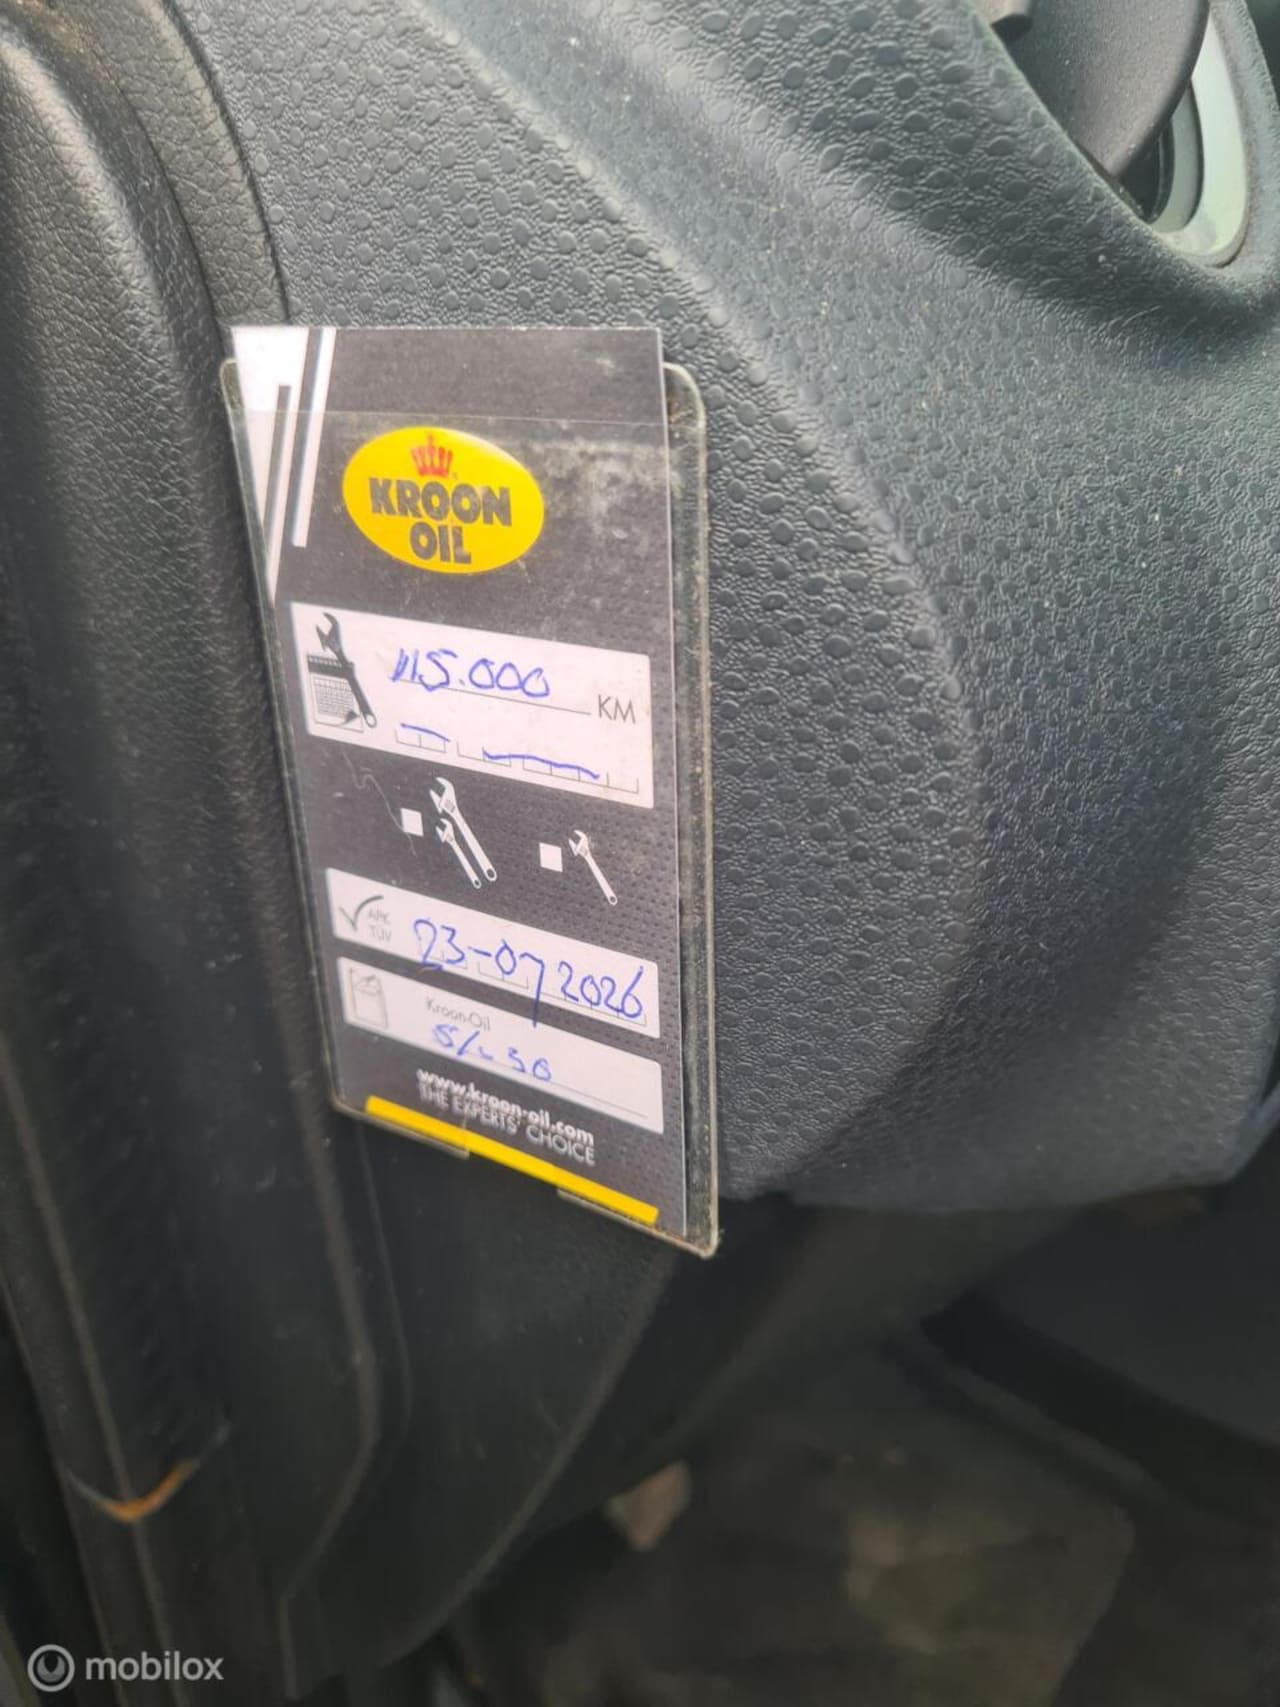 KROON
OIL
115.000 KM
APK
TÜV
23-07 2026
Kroon-Oil
www.kroon-oil.com
THE EXPERTS' CHOICE
mobilox